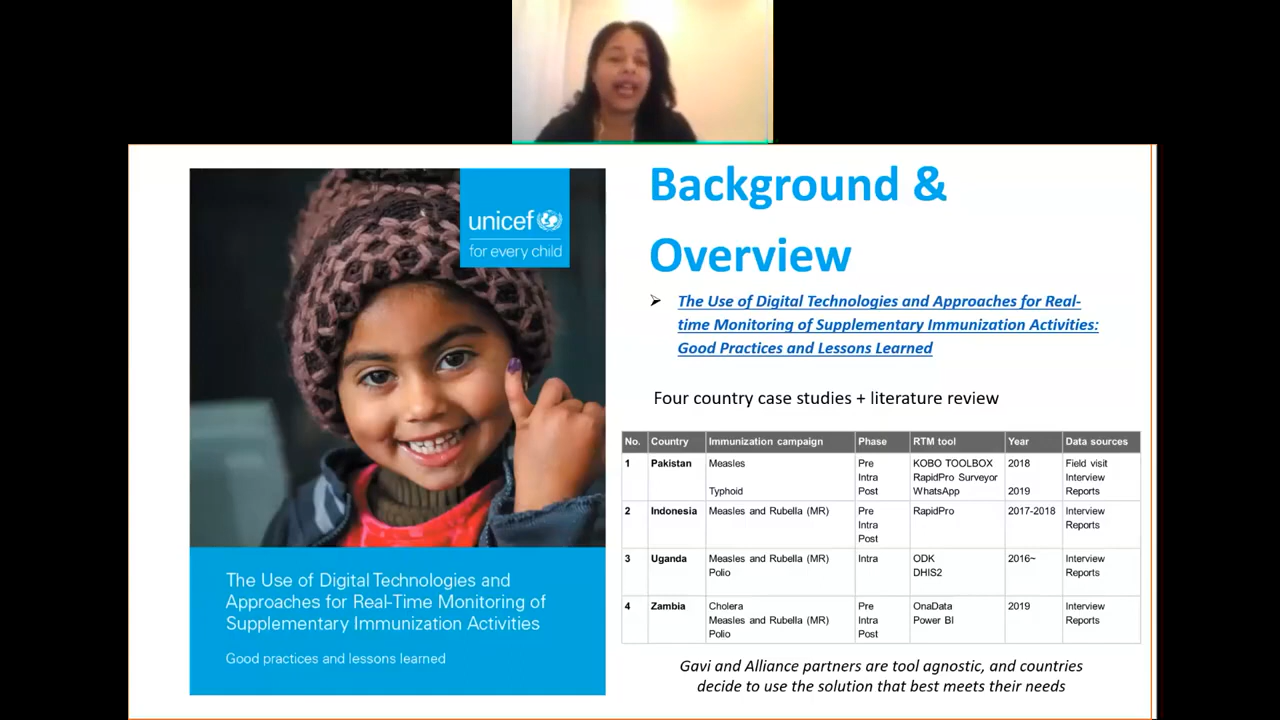 unicef
for every child
The Use of Digital Technologies and
Approaches for Real-Time Monitoring of
Supplementary Immunization Activities
Good practices and lessons learned
Background &
Overview
The Use of Digital Technologies and Approaches for Real-
time Monitoring of Supplementary Immunization Activities:
Good Practices and Lessons Learned
Four country case studies + literature review
No. Country Immunization campaign Phase RTM tool Year Data sources
1 Pakistan Measles Pre KOBO TOOLBOX 2018 Field visit
Intra RapidPro Surveyor Interview
Typhoid Post WhatsApp 2019 Reports
2 Indonesia Measles and Rubella (MR) Pre RapidPro 2017-2018 Interview
Intra Reports
Post
3 Uganda Measles and Rubella (MR) Intra ODK 2016~ Interview
Polio DHIS2 Reports
4 Zambia Cholera Pre OnaData 2019 Interview
Measles and Rubella (MR) Intra Power BI Reports
Polio Post
Gavi and Alliance partners are tool agnostic, and countries
decide to use the solution that best meets their needs